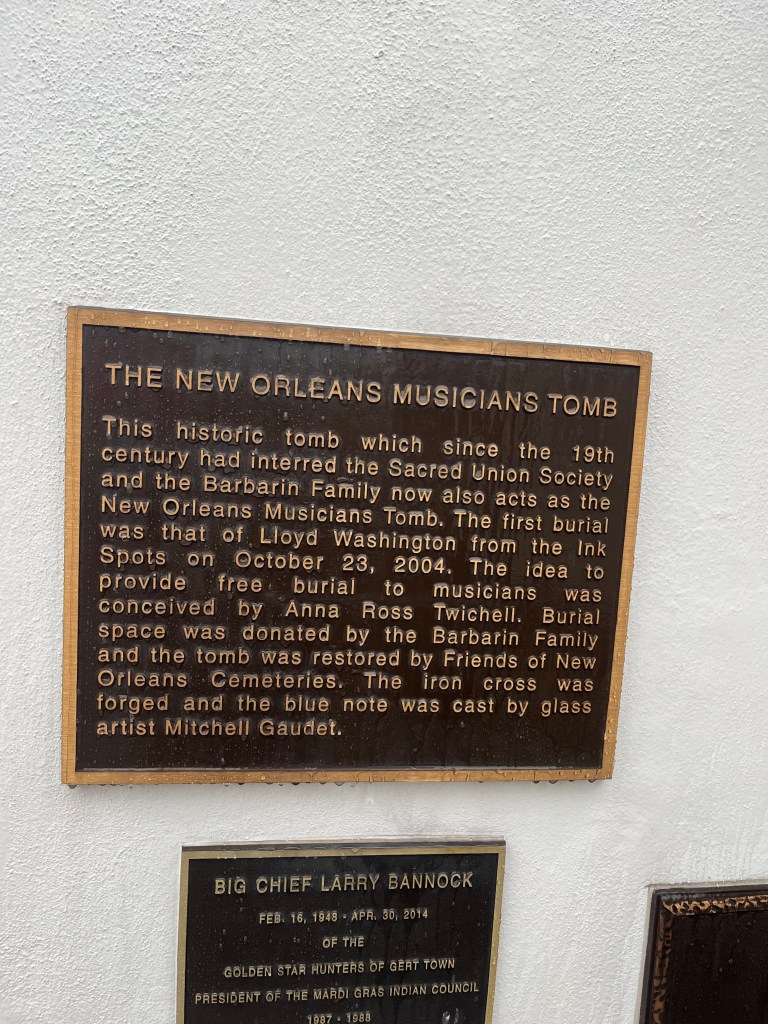 THE NEW ORLEANS MUSICIANS TOMB
This historic tomb which since the 19th
century had interred the Sacred Union Society
and the Barbarin Family now also acts as the
New Orleans Musicians Tomb. The first burial
was that of Lloyd Washington from the Ink
Spots on October 23, 2004. The idea to
provide free burial to musicians was
conceived by Anna Ross Twichell. Burial
space was donated by the Barbarin Family
and the tomb was restored by Friends of New
Orleans Cemeteries. The iron cross was
forged and the blue note was cast by glass
artist Mitchell Gaudet.
BIG CHIEF LARRY BANNOCK
FEB. 16, 1948 - APR. 30, 2014
OF THE
GOLDEN STAR HUNTERS OF GERT TOWN
PRESIDENT OF THE MARDI GRAS INDIAN COUNCIL
1987 - 1988